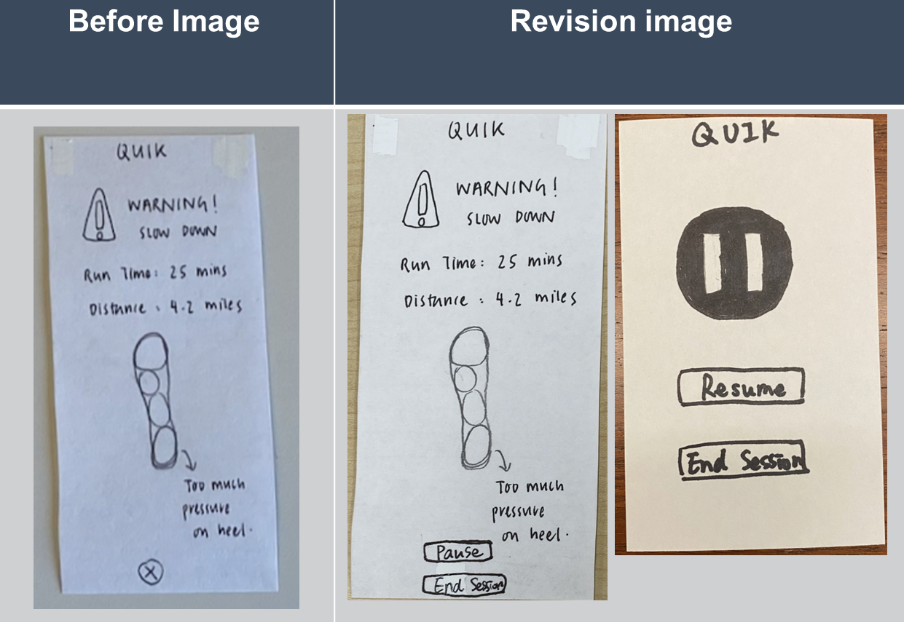 Before Image
Revision image
QUIK
WARNING!
SLOW DOWN
Run Time: 25 mins
Distance: 4.2 miles
Too much
pressure
on heel.
QUIK
WARNING!
SLOW DOWN
Run Time: 25 mins
Distance: 4.2 miles
Too much
pressure
on heel.
Pause
End Session
QUIK
Resume
End Session